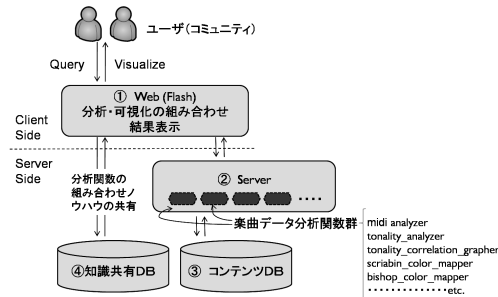 ユーザ(コミュニティ)
Query
Visualize
① Web (Flash)
分析・可視化の組み合わせ
結果表示
Client
Side
Server
Side
分析関数の
組み合わせノ
ウハウの共有
② Server
‥‥
楽曲データ分析関数群
midi analyzer
tonality_analyzer
tonality_correlation_grapher
scriabin_color_mapper
bishop_color_mapper
‥‥‥‥‥‥‥etc.
④知識共有DB
③ コンテンツDB